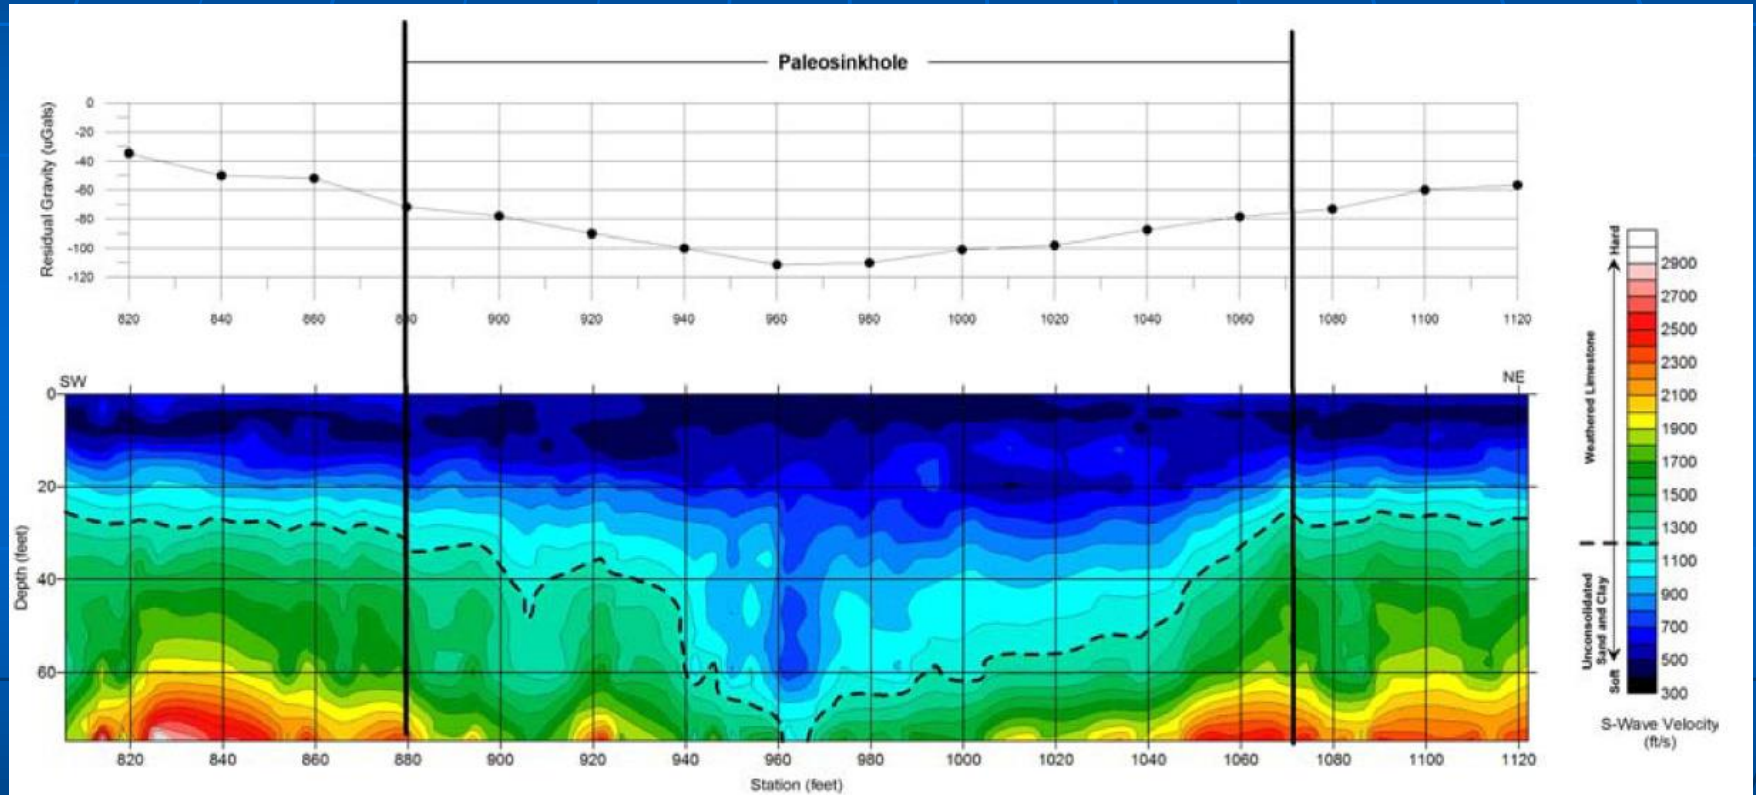 Paleosinkhole
Residual Gravity (uGals)
0
-20
-40
-60
-80
-100
-120
820 840 860 880 900 920 940 960 980 1000 1020 1040 1060 1080 1100 1120
SW NE
Depth (feet)
0
20
40
60
820 840 860 880 900 920 940 960 980 1000 1020 1040 1060 1080 1100 1120
Station (feet)
Hard
Weathered Limestone
Unconsolidated
Sand and Clay
Soft
2900
2700
2500
2300
2100
1900
1700
1500
1300
1100
900
700
500
300
S-Wave Velocity
(ft/s)